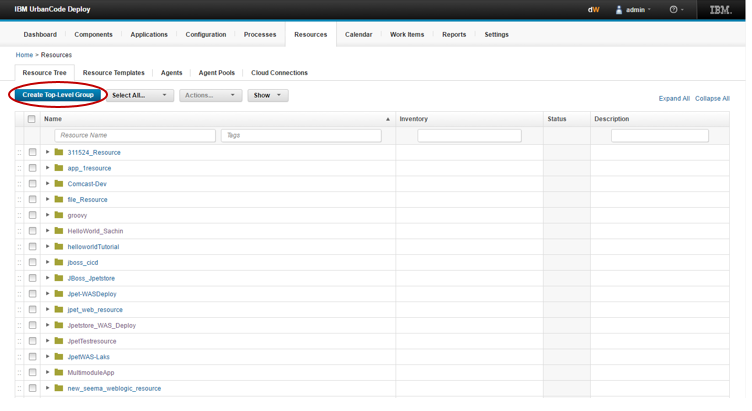 IBM UrbanCode Deploy dW admin IBM.
Dashboard Components Applications Configuration Processes Resources Calendar Work Items Reports Settings
Home > Resources
Resource Tree Resource Templates Agents Agent Pools Cloud Connections
Create Top-Level Group Select All... Actions... Show Expand All Collapse All
Name Inventory Status Description
Resource Name Tags
311524_Resource
app_1resource
Comcast-Dev
file_Resource
groovy
HelloWorld_Sachin
helloworldTutorial
jboss_cicd
JBoss_Jpetstore
Jpet-WASDeploy
jpet_web_resource
Jpetstore_WAS_Deploy
JpetTestresource
JpetWAS-Laks
MultimoduleApp
new_seema_weblogic_resource